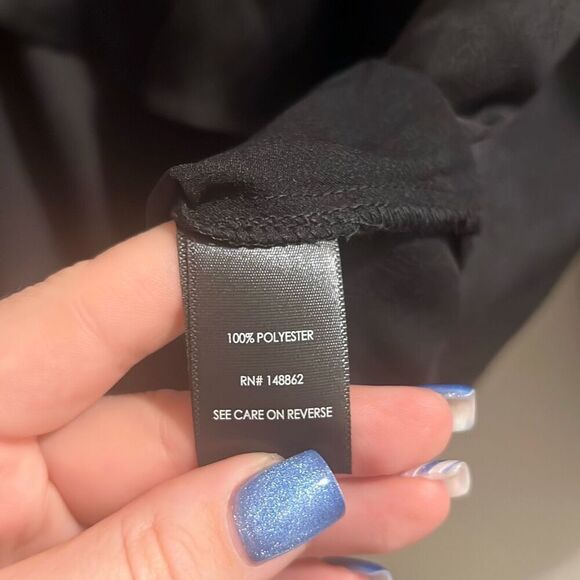 100% POLYESTER
RN# 148862
SEE CARE ON REVERSE